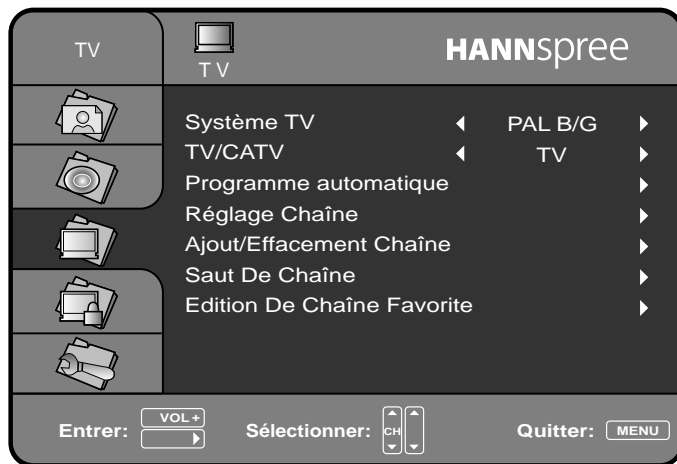 TV
TV
HANNspree
Système TV PAL B/G
TV/CATV TV
Programme automatique
Réglage Chaîne
Ajout/Effacement Chaîne
Saut De Chaîne
Edition De Chaîne Favorite
Entrer: VOL+ Sélectionner: CH Quitter: MENU